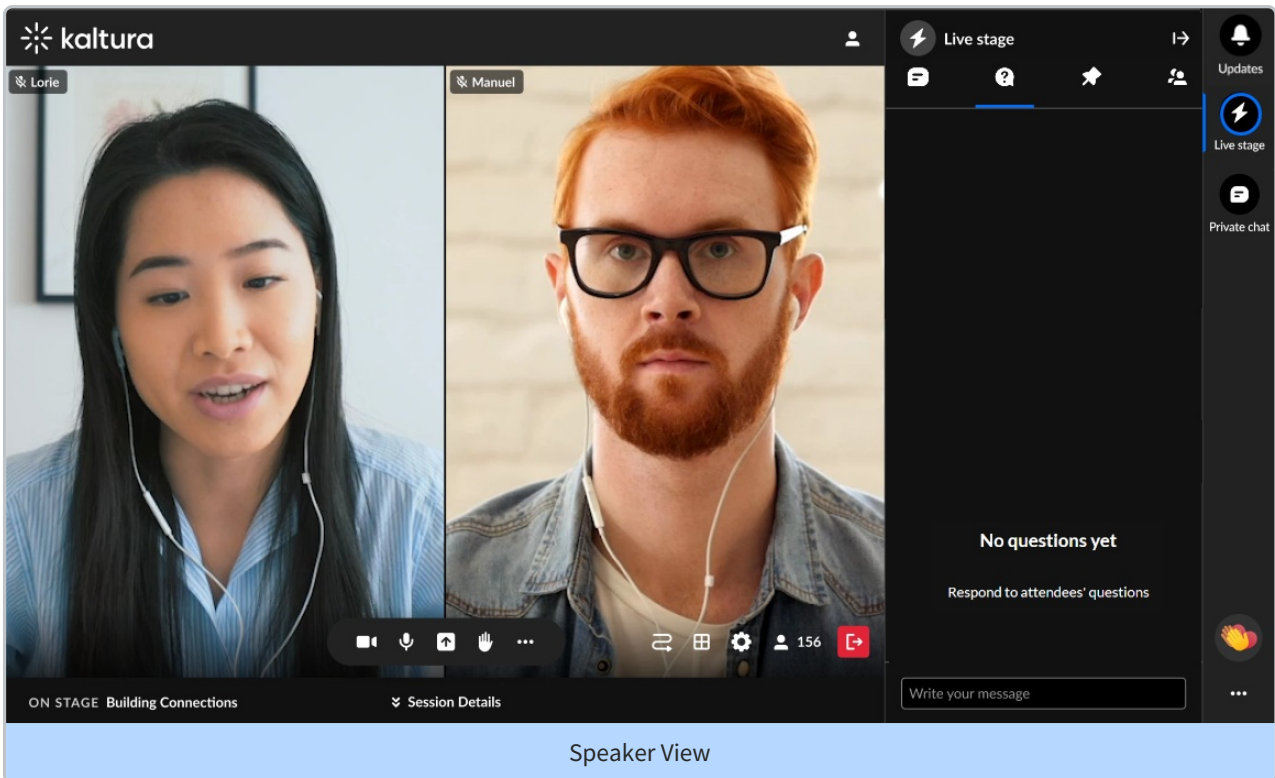 kaltura
Lorie
Manuel
156
ON STAGE Building Connections
Session Details
Live stage
No questions yet
Respond to attendees' questions
Write your message
Updates
Live stage
Private chat
Speaker View